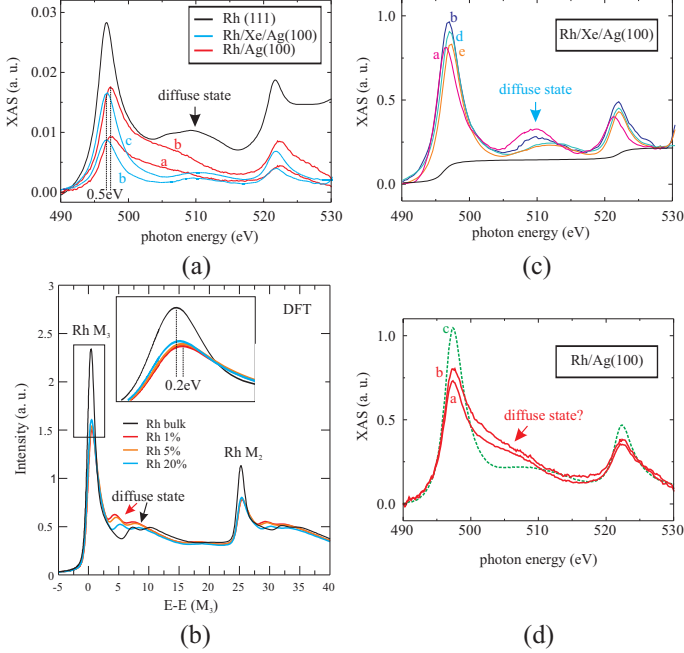 Rh (111)
Rh/Xe/Ag(100)
Rh/Ag(100)
diffuse state
b
c
a
b
0.5eV
XAS (a. u.)
0.03
0.02
0.01
0.00
490
500
510
520
530
photon energy (eV)
(a)
b
d
a
e
Rh/Xe/Ag(100)
diffuse state
XAS (a. u.)
1.0
0.5
0.0
490
500
510
520
530
photon energy (eV)
(c)
DFT
Rh M3
0.2eV
Rh bulk
Rh 1%
Rh 5%
Rh 20%
Rh M2
diffuse state
Intensity (a. u.)
3
2.5
2
1.5
1
0.5
0
-5
0
5
10
15
20
25
30
35
40
E-E (M3)
(b)
c
b
a
Rh/Ag(100)
diffuse state?
XAS (a. u.)
1.0
0.5
0.0
490
500
510
520
530
photon energy (eV)
(d)